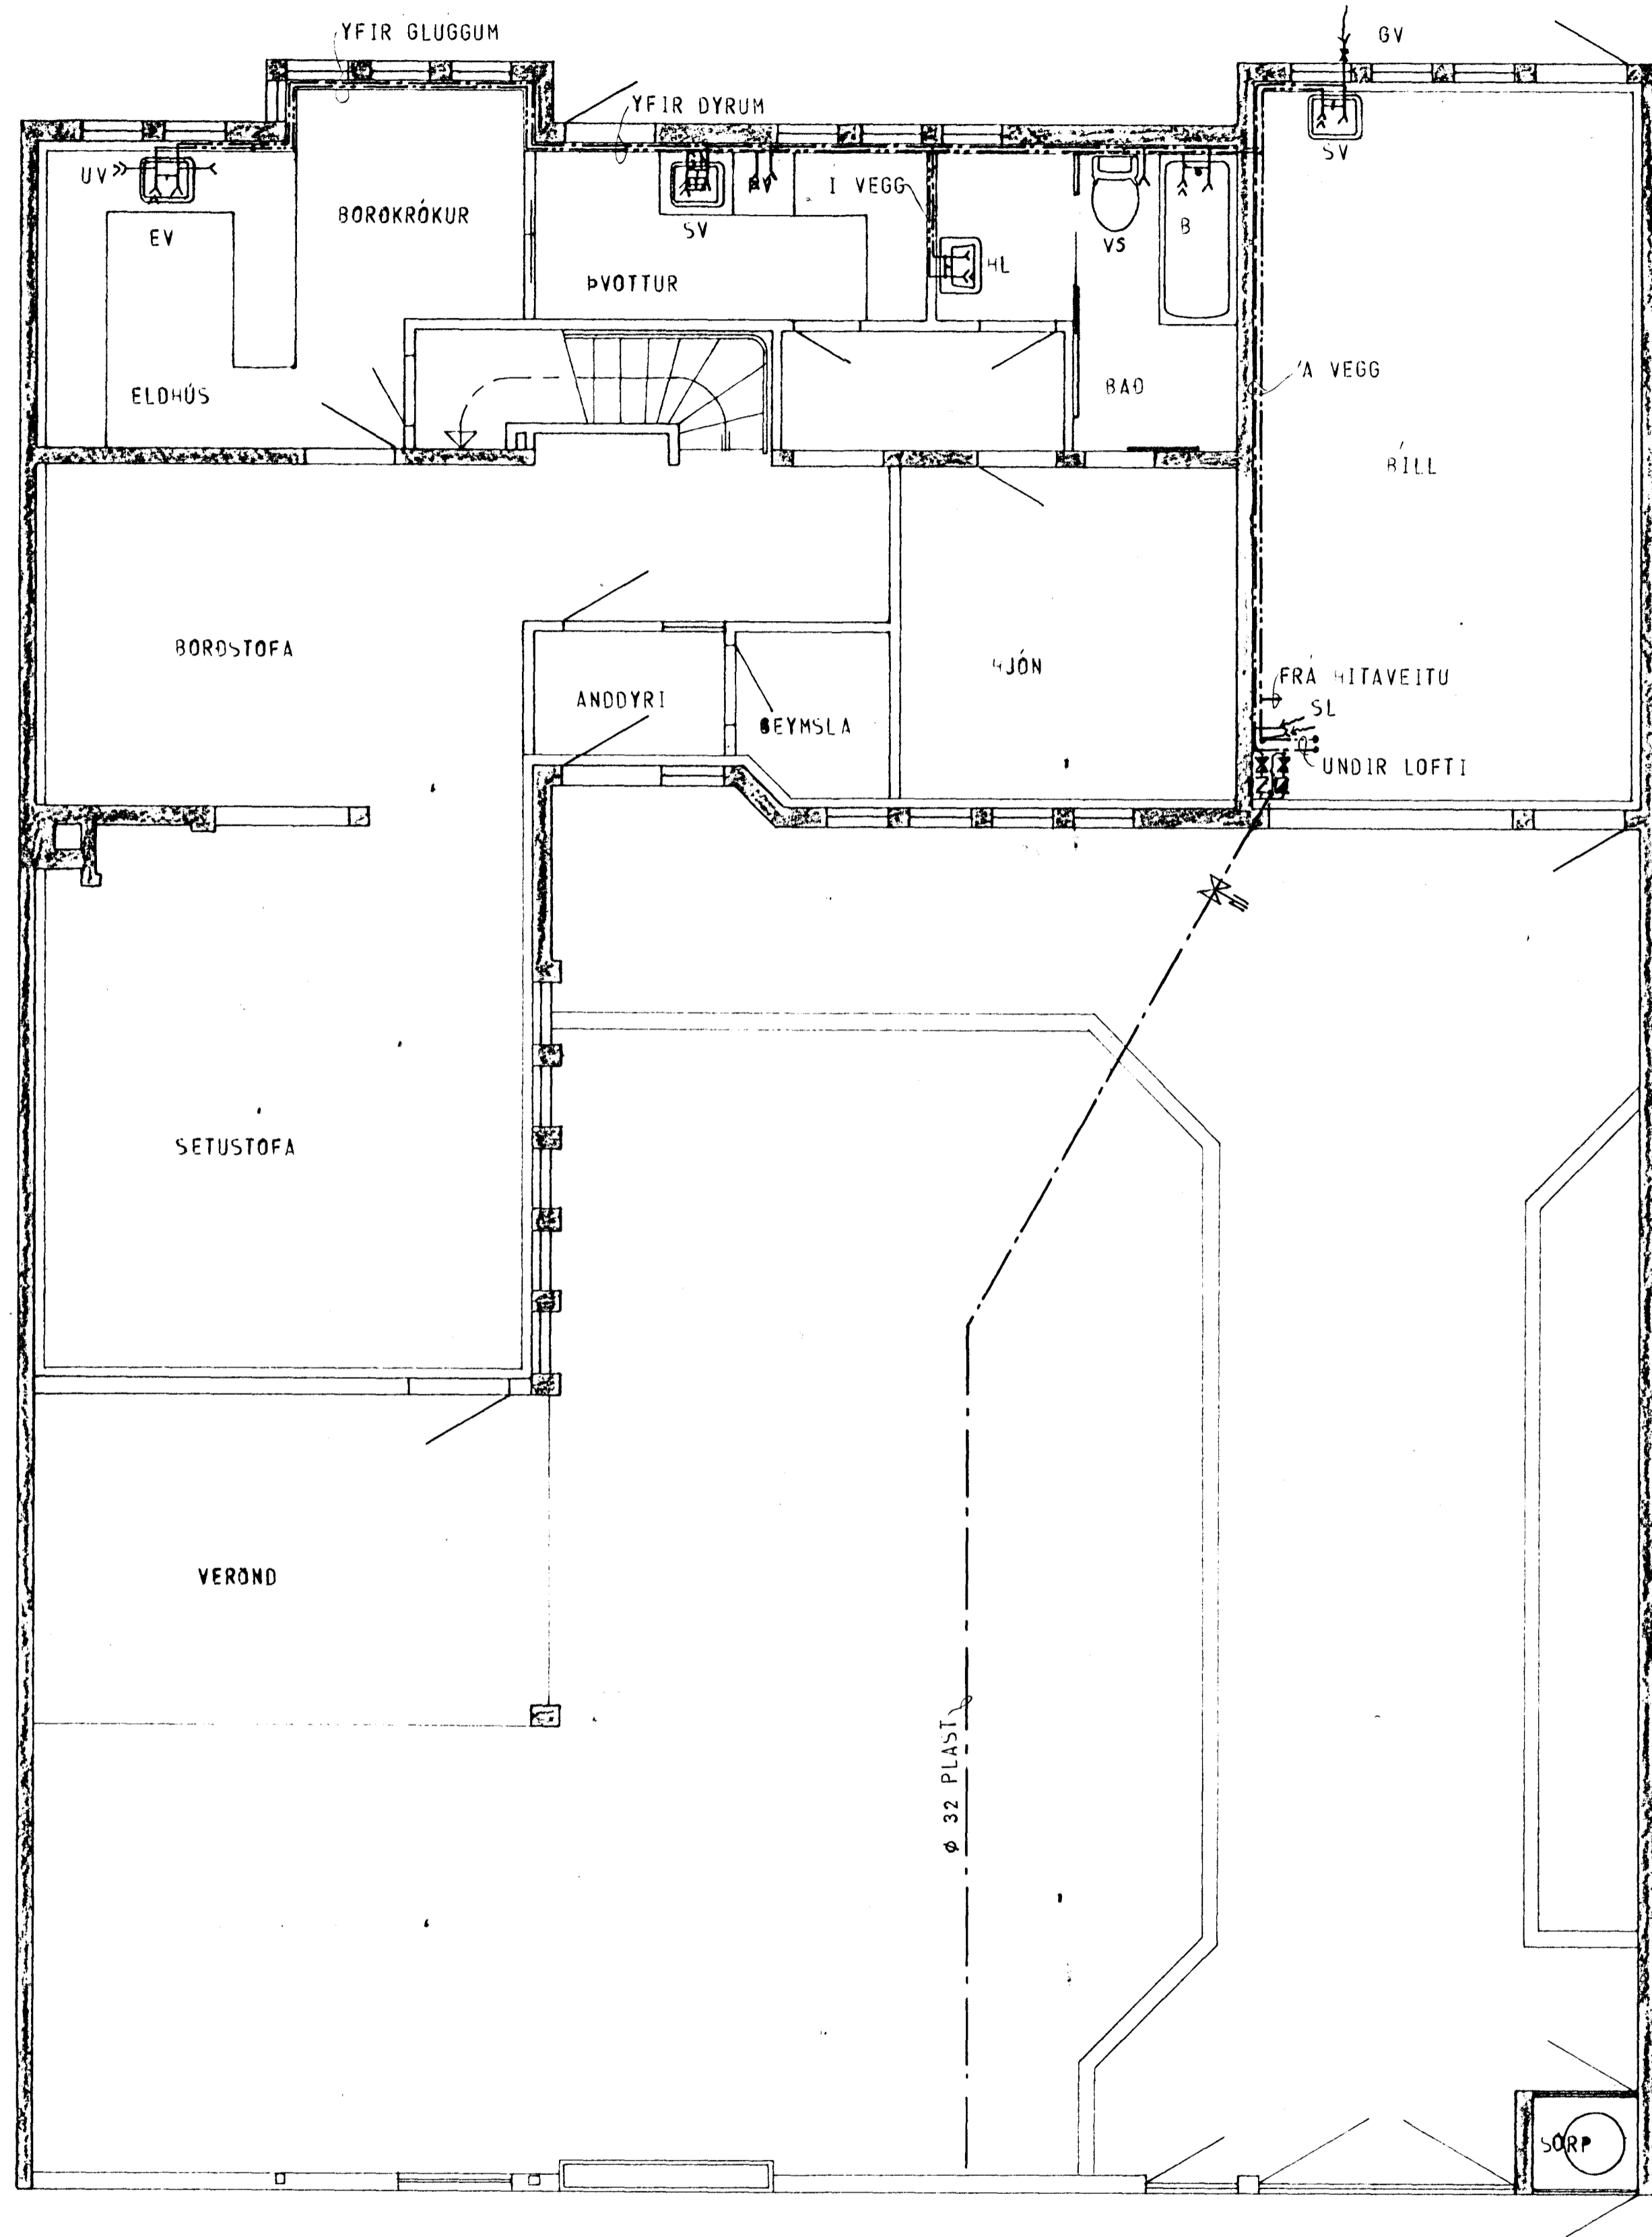 YFIR GLUGGUM
GV
YFIR DYRUM
UV
EV
BORÐKRÓKUR
SV
I VEGG
HL
VS
B
SV
ÞVOTTUR
ELDHÚS
BAÐ
'A VEGG
BÍLL
BORÐSTOFA
ANDDYRI
GEYMSLA
HJÓN
FRÁ HITAVEITU
SL
UNDIR LOFTI
SETUSTOFA
VERÖND
Ø 32 PLAST
SORP